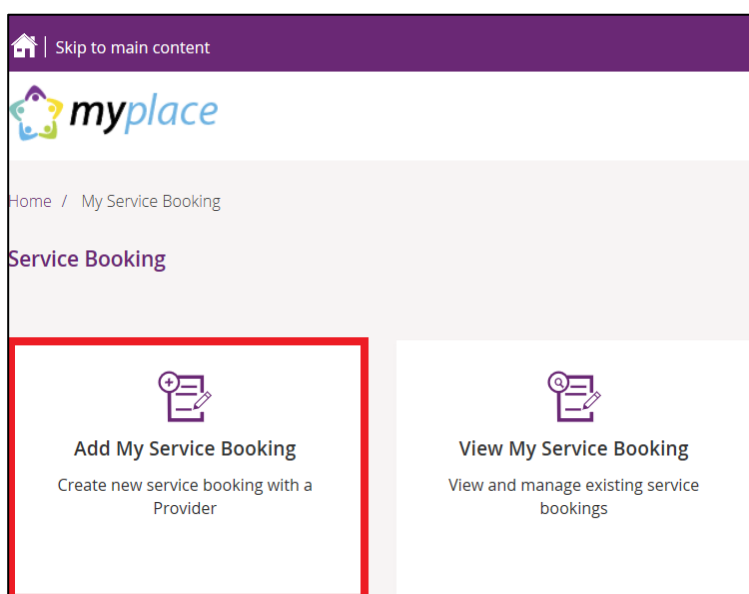 Skip to main content
myplace
Home / My Service Booking
Service Booking
Add My Service Booking
Create new service booking with a
Provider
View My Service Booking
View and manage existing service
bookings